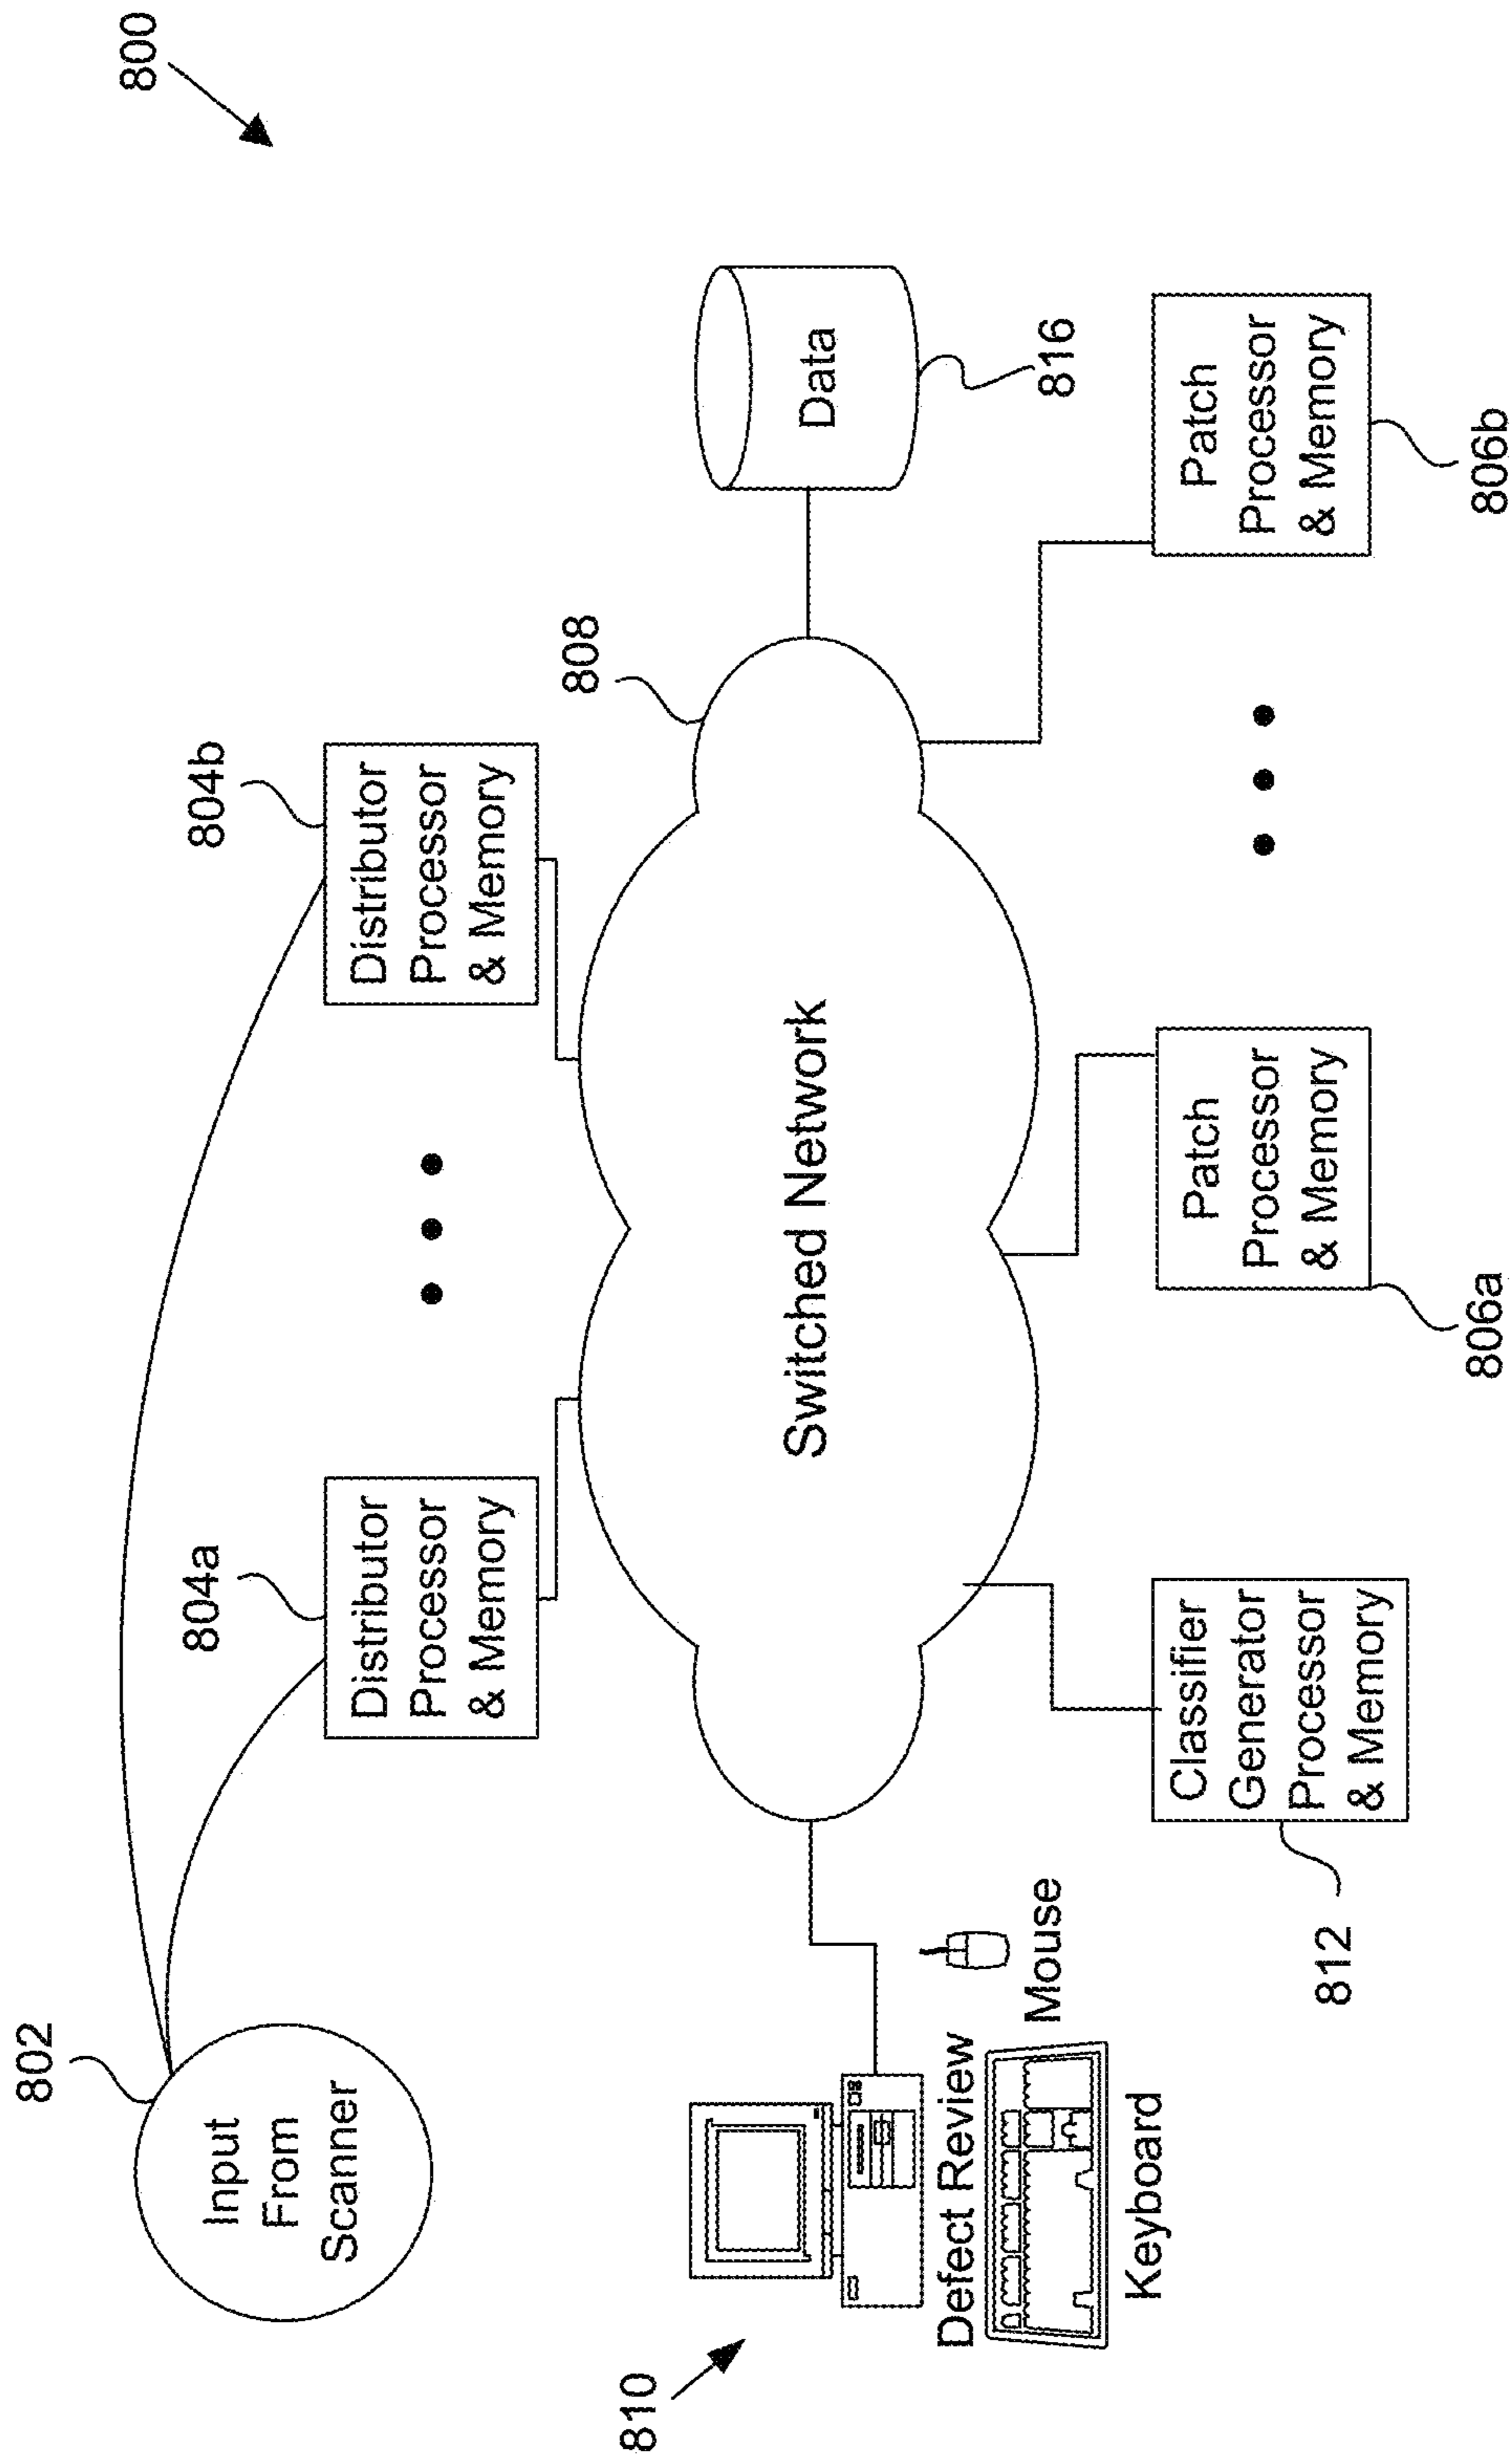 800
802
Input
From
Scanner
804a
Distributor
Processor
& Memory
804b
Distributor
Processor
& Memory
808
Switched Network
Data
816
810
Defect Review
Mouse
Keyboard
812
Classifier
Generator
Processor
& Memory
806a
Patch
Processor
& Memory
806b
Patch
Processor
& Memory